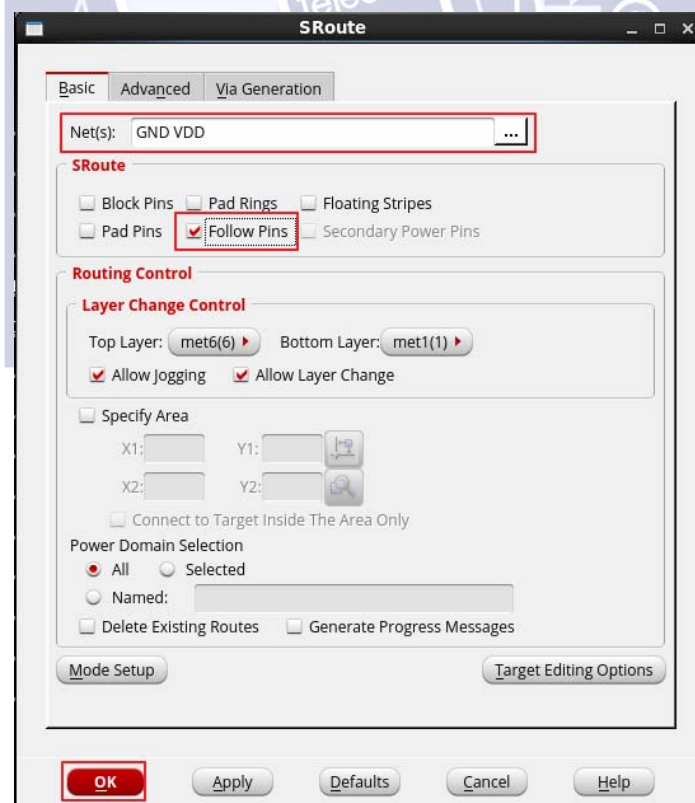 SRoute
Basic Advanced Via Generation
Net(s): GND VDD ...
SRoute
Block Pins Pad Rings Floating Stripes
Pad Pins Follow Pins Secondary Power Pins
Routing Control
Layer Change Control
Top Layer: met6(6) Bottom Layer: met1(1)
Allow Jogging Allow Layer Change
Specify Area
X1: Y1:
X2: Y2:
Connect to Target Inside The Area Only
Power Domain Selection
All Selected
Named:
Delete Existing Routes Generate Progress Messages
Mode Setup Target Editing Options
OK Apply Defaults Cancel Help